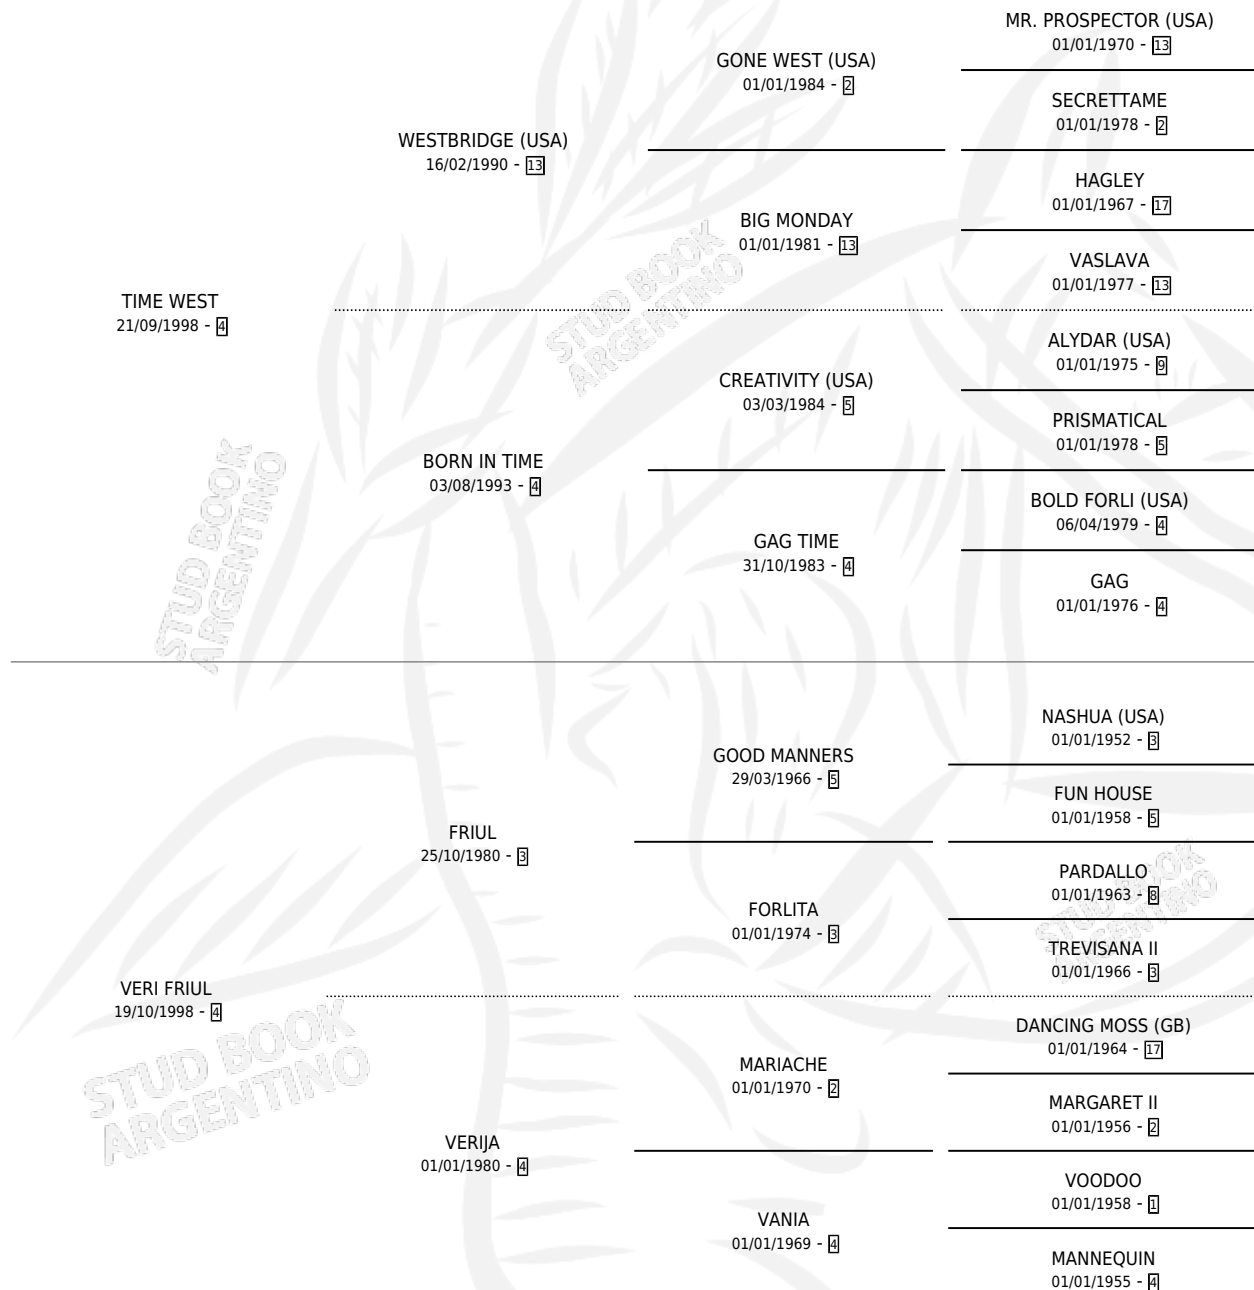 MR. PROSPECTOR (USA)
01/01/1970 - 13
GONE WEST (USA)
01/01/1984 - 2
SECRETTAME
01/01/1978 - 2
WESTBRIDGE (USA)
16/02/1990 - 13
HAGLEY
01/01/1967 - 17
BIG MONDAY
01/01/1981 - 13
VASLAVA
01/01/1977 - 13
TIME WEST
21/09/1998 - 4
ALYDAR (USA)
01/01/1975 - 9
CREATIVITY (USA)
03/03/1984 - 5
PRISMATICAL
01/01/1978 - 5
BORN IN TIME
03/08/1993 - 4
BOLD FORLI (USA)
06/04/1979 - 4
GAG TIME
31/10/1983 - 4
GAG
01/01/1976 - 4
NASHUA (USA)
01/01/1952 - 3
GOOD MANNERS
29/03/1966 - 5
FUN HOUSE
01/01/1958 - 5
FRIUL
25/10/1980 - 3
PARDALLO
01/01/1963 - 8
FORLITA
01/01/1974 - 3
TREVISANA II
01/01/1966 - 3
VERI FRIUL
19/10/1998 - 4
DANCING MOSS (GB)
01/01/1964 - 17
MARIACHE
01/01/1970 - 2
MARGARET II
01/01/1956 - 2
VERIJA
01/01/1980 - 4
VOODOO
01/01/1958 - 1
VANIA
01/01/1969 - 4
MANNEQUIN
01/01/1955 - 4
STUD BOOK
ARGENTINO
STUD BOOK
ARGENTINO
STUD BOOK
ARGENTINO
STUD BOOK
ARGENTINO